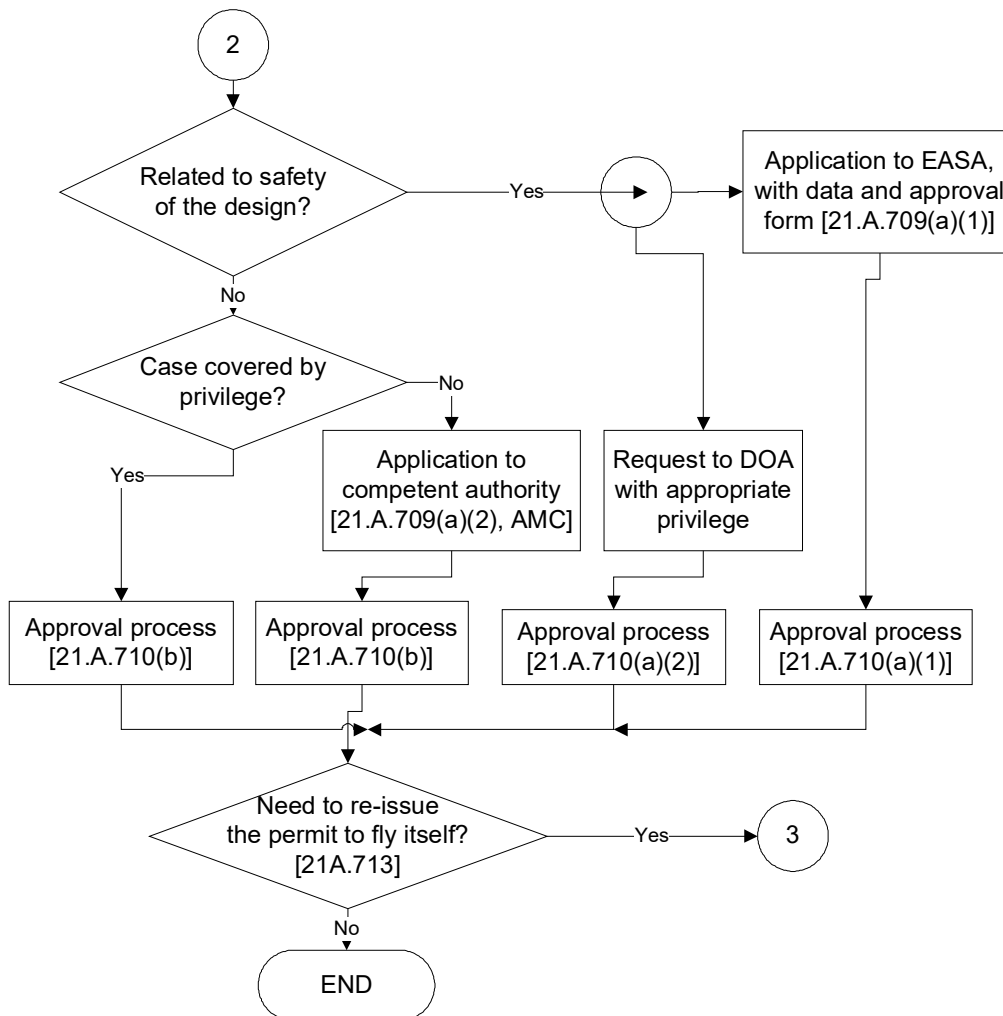 2
Related to safety
of the design?
Yes
Application to EASA,
with data and approval
form [21.A.709(a)(1)]
No
Case covered by
privilege?
No
Yes
Application to
competent authority
[21.A.709(a)(2), AMC]
Request to DOA
with appropriate
privilege
Approval process
[21.A.710(b)]
Approval process
[21.A.710(b)]
Approval process
[21.A.710(a)(2)]
Approval process
[21.A.710(a)(1)]
Need to re-issue
the permit to fly itself?
[21A.713]
Yes
3
No
END